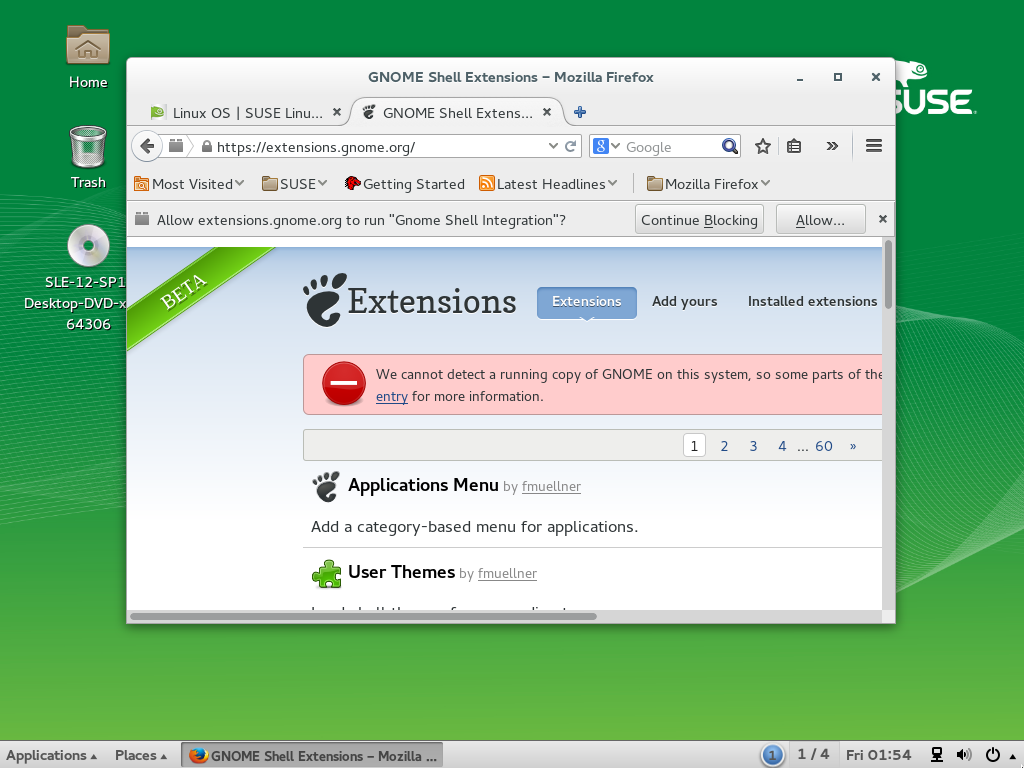 Home
Trash
SLE-12-SP1
Desktop-DVD-x
64306
SUSE
GNOME Shell Extensions – Mozilla Firefox
Linux OS | SUSE Linu...
GNOME Shell Extens...
https://extensions.gnome.org/
8
Google
Most Visited
SUSE
Getting Started
Latest Headlines
Mozilla Firefox
Allow extensions.gnome.org to run "Gnome Shell Integration"?
Continue Blocking
Allow...
BETA
Extensions
Extensions
Add yours
Installed extensions
We cannot detect a running copy of GNOME on this system, so some parts of the
entry for more information.
1 2 3 4 ... 60 »
Applications Menu by fmuellner
Add a category-based menu for applications.
User Themes by fmuellner
Applications
Places
GNOME Shell Extensions – Mozilla ...
1
1 / 4
Fri 01:54